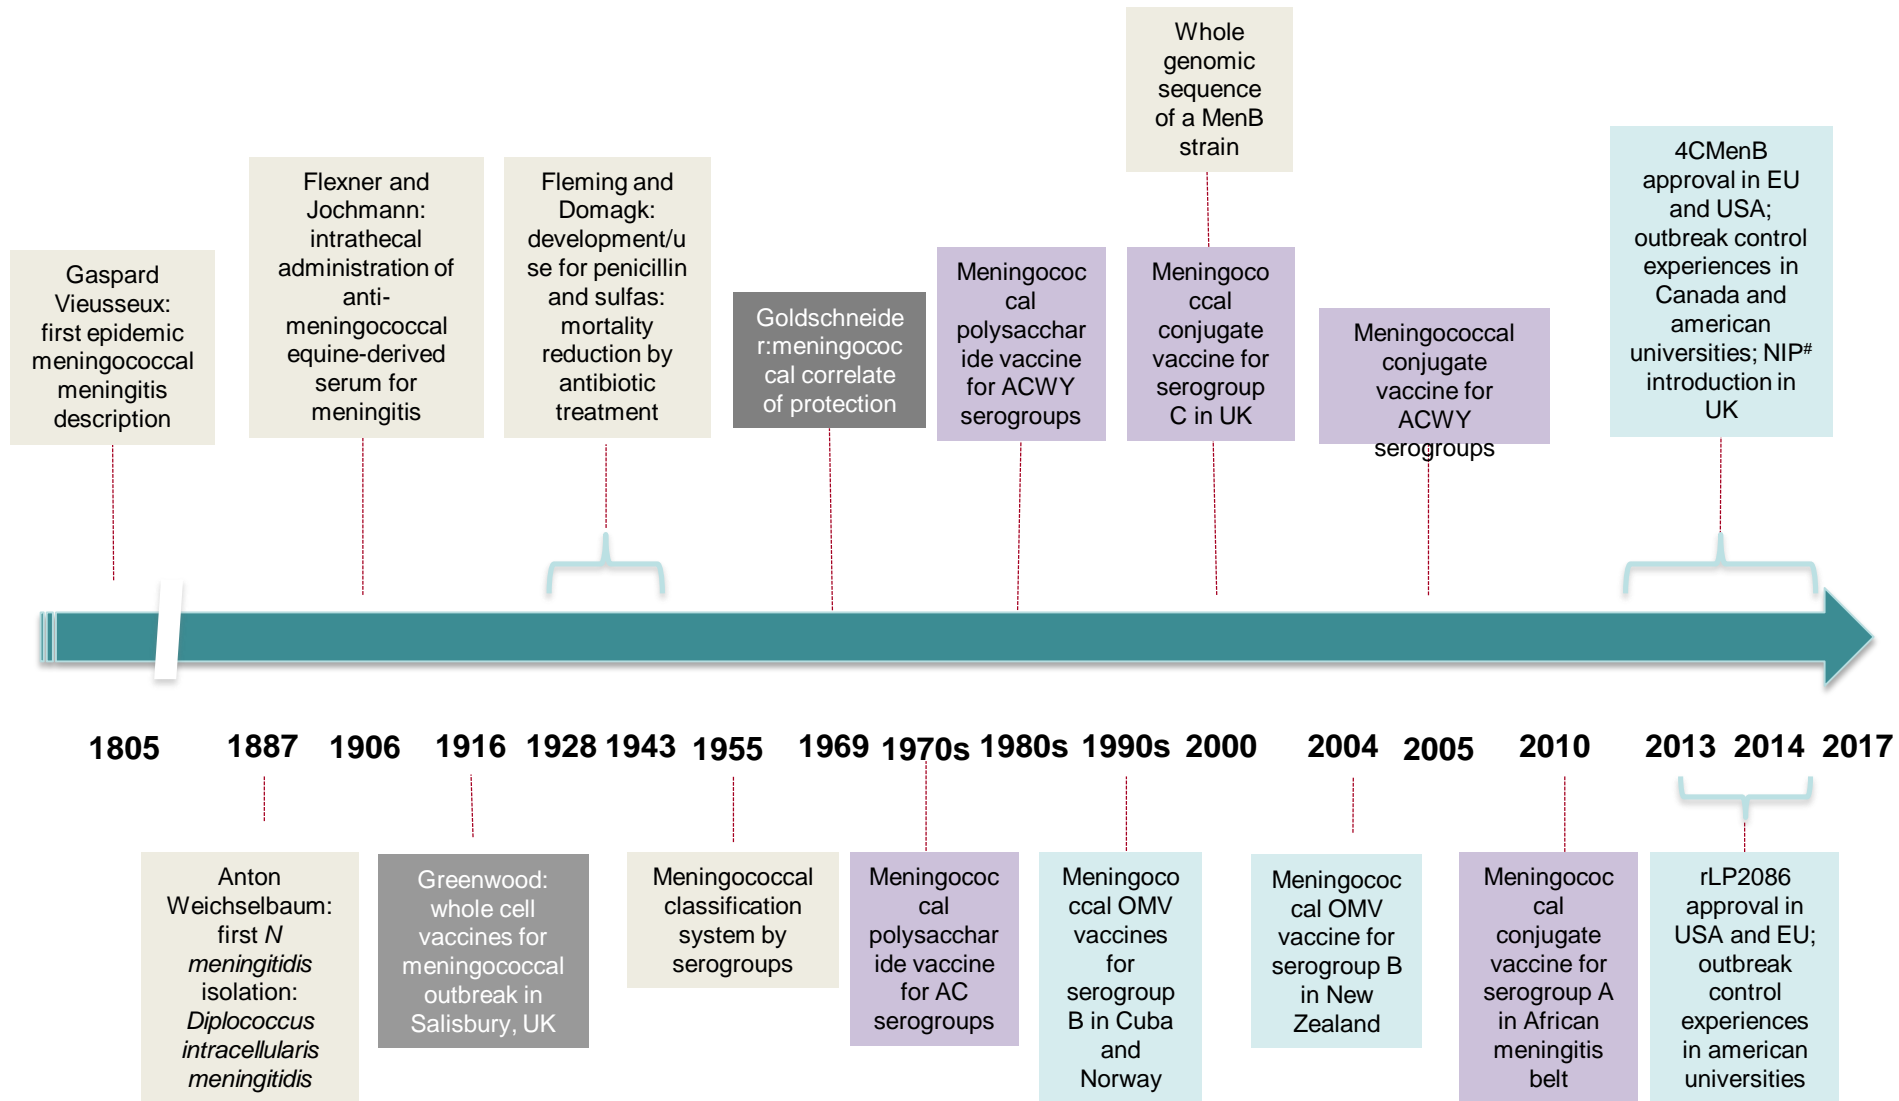 Whole
genomic
sequence
of a MenB
strain
Gaspard
Vieusseux:
first epidemic
meningococcal
meningitis
description
Flexner and
Jochmann:
intrathecal
administration of
anti-
meningococcal
equine-derived
serum for
meningitis
Fleming and
Domagk:
development/u
se for penicillin
and sulfas:
mortality
reduction by
antibiotic
treatment
Goldschneide
r:meningococ
cal correlate
of protection
Meningococ
cal
polysacchar
ide vaccine
for ACWY
serogroups
Meningoco
ccal
conjugate
vaccine for
serogroup
C in UK
Meningococcal
conjugate
vaccine for
ACWY
serogroups
4CMenB
approval in EU
and USA;
outbreak control
experiences in
Canada and
american
universities; NIP#
introduction in
UK
1805 1887 1906 1916 1928 1943 1955 1969 1970s 1980s 1990s 2000 2004 2005 2010 2013 2014 2017
Anton
Weichselbaum:
first N
meningitidis
isolation:
Diplococcus
intracellularis
meningitidis
Greenwood:
whole cell
vaccines for
meningococcal
outbreak in
Salisbury, UK
Meningococcal
classification
system by
serogroups
Meningococ
cal
polysacchar
ide vaccine
for AC
serogroups
Meningoco
ccal OMV
vaccines
for
serogroup
B in Cuba
and
Norway
Meningococ
cal OMV
vaccine for
serogroup B
in New
Zealand
Meningococ
cal
conjugate
vaccine for
serogroup A
in African
meningitis
belt
rLP2086
approval in
USA and EU;
outbreak
control
experiences
in american
universities